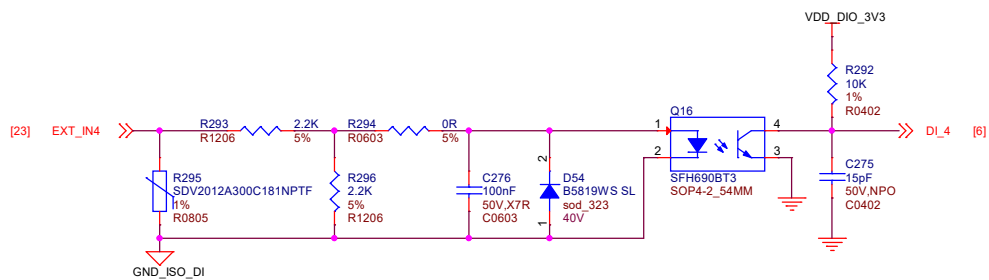 VDD_DIO_3V3
R292
10K
1%
R0402
[23] EXT_IN4
R293
R1206
2.2K
5%
R294
R0603
0R
5%
Q16
1
2
4
3
SFH690BT3
SOP4-2_54MM
DI_4 [6]
R295
SDV2012A300C181NPTF
1%
R0805
R296
2.2K
5%
R1206
C276
100nF
50V,X7R
C0603
2
D54
B5819WS SL
sod_323
40V
1
C275
15pF
50V,NPO
C0402
GND_ISO_DI